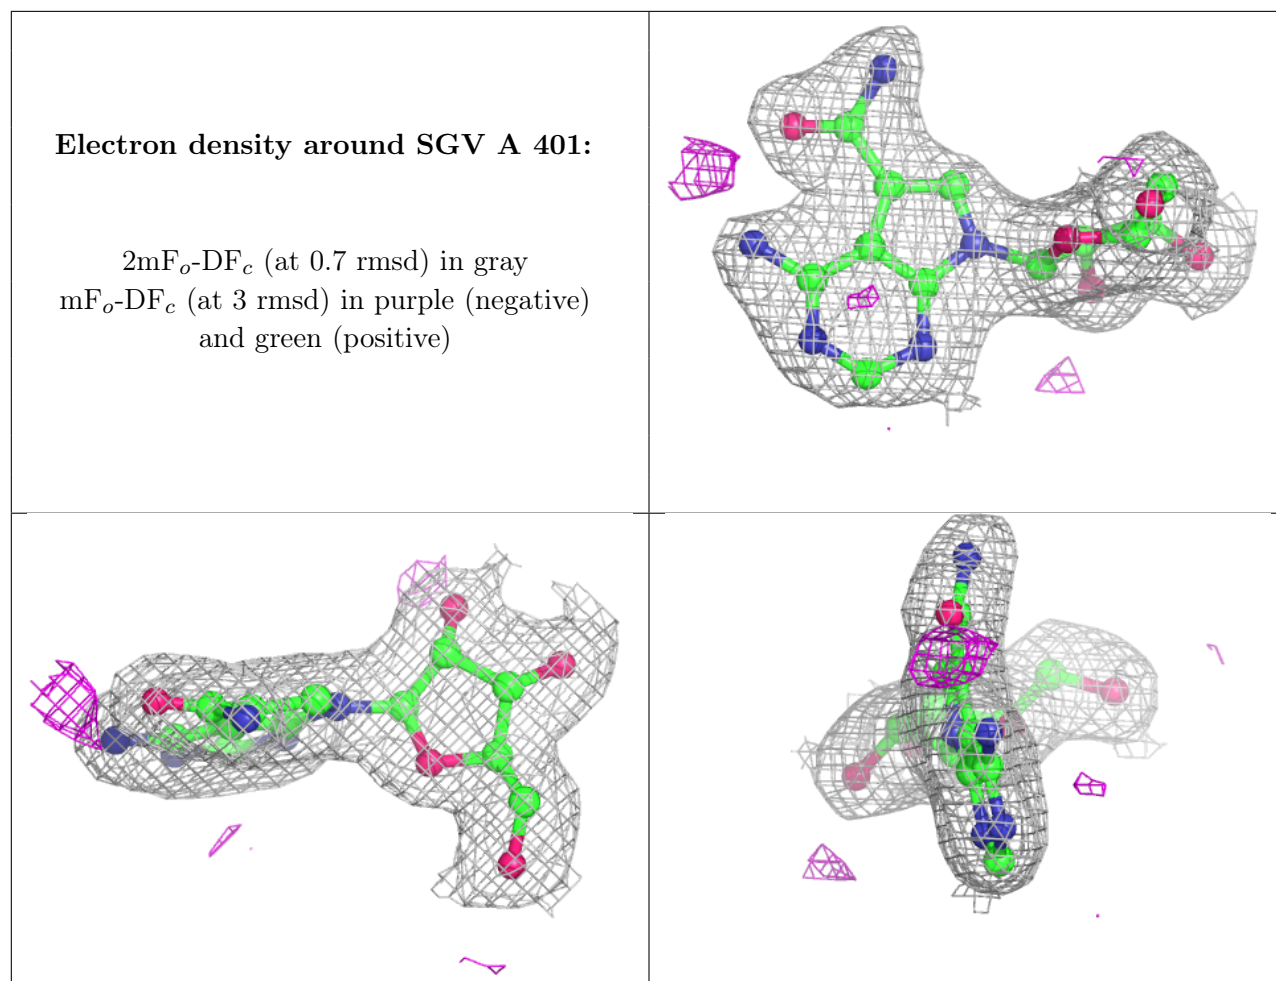 Electron density around SGV A 401:
2mFo-DFc (at 0.7 rmsd) in gray
mFo-DFc (at 3 rmsd) in purple (negative)
and green (positive)